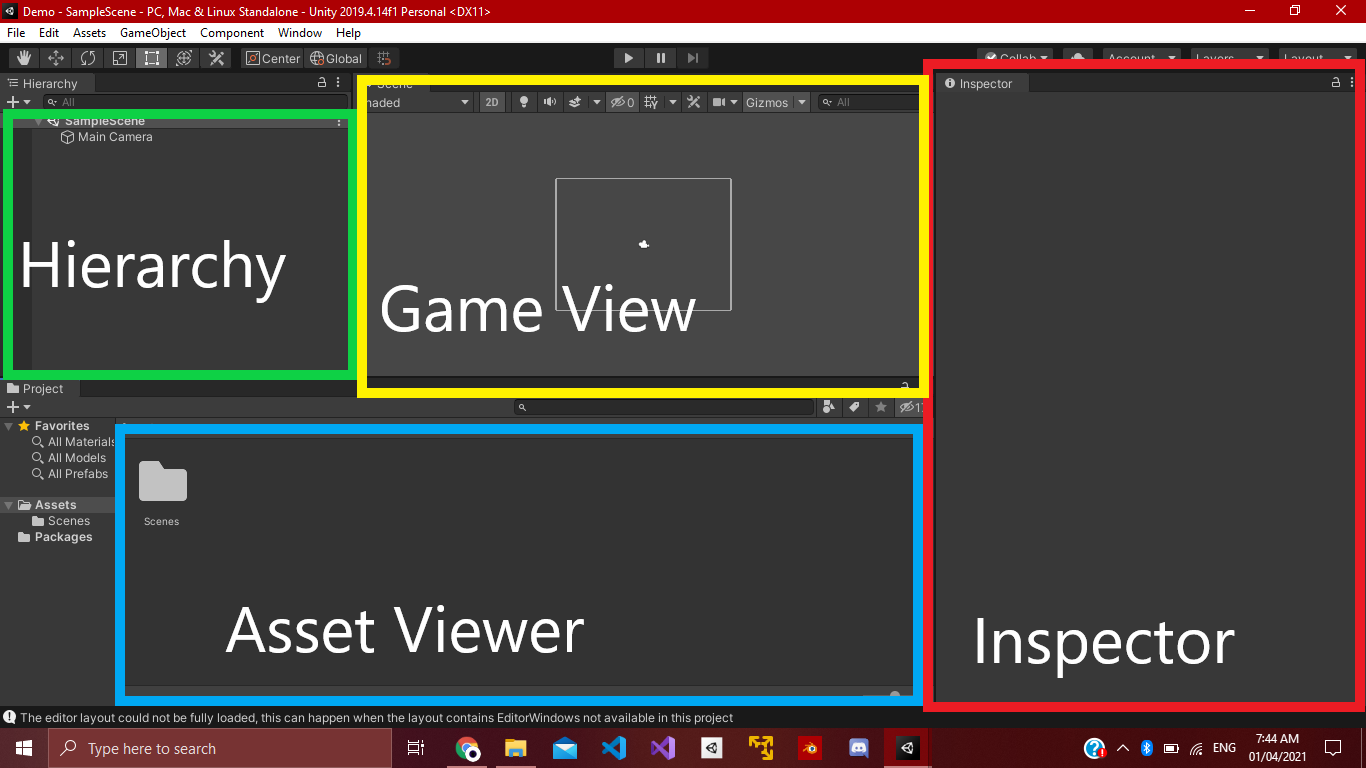 Demo - SampleScene - PC, Mac & Linux Standalone - Unity 2019.4.14f1 Personal <DX11>
File Edit Assets GameObject Component Window Help
Center Global Collab Account Layers Layout
Hierarchy Scene Inspector
All haded 2D 0 Gizmos All
SampleScene
Main Camera
Hierarchy
Game View
Project
Favorites
All Materials
All Models
All Prefabs
Assets
Scenes
Packages
Scenes
Asset Viewer
Inspector
The editor layout could not be fully loaded, this can happen when the layout contains EditorWindows not available in this project
Type here to search
ENG
7:44 AM
01/04/2021